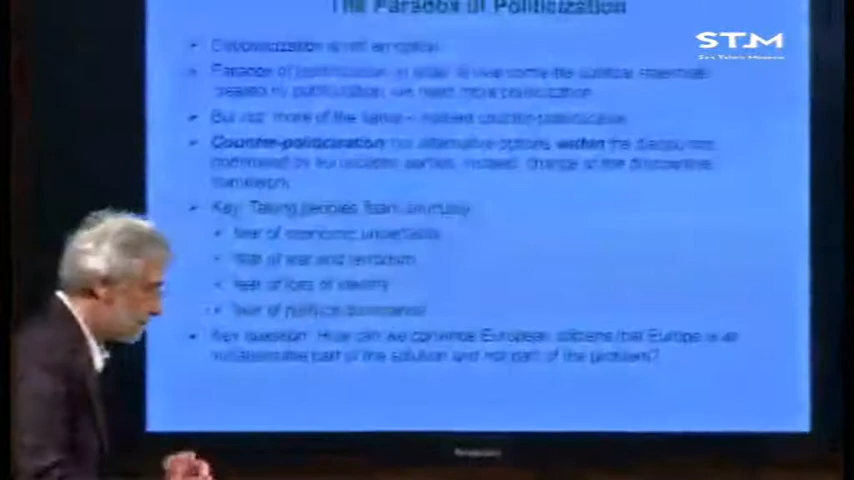 The Paradox of Politicization
STM
Depoliticization is not an option
Paradox of politicization: in order to overcome the political
created by politicization, we need more politicization
But not "more of the same" – instead counter-politicization
Counter-politicization: no alternative options within the discourse
dominated by eurosceptic parties, instead: change of the discursive
framework
Key: Taking peoples' fears seriously
fear of economic uncertainty
fear of war and terrorism
fear of loss of identity
fear of political
Key question: How can we convince European citizens that Europe is an
part of the solution and not part of the problem?